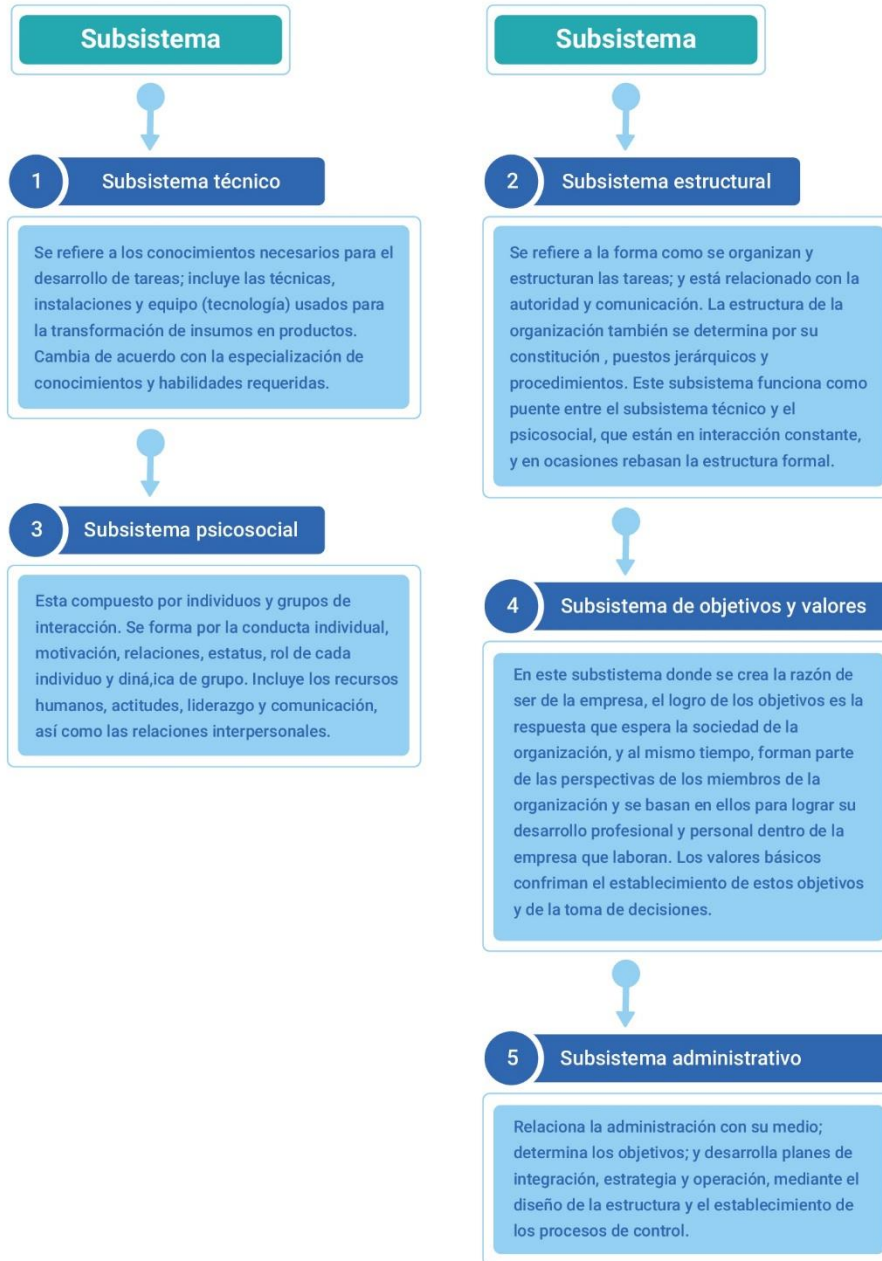 Subsistema
1
Subsistema técnico
Se refiere a los conocimientos necesarios para el
desarrollo de tareas; incluye las técnicas,
instalaciones y equipo (tecnología) usados para
la transformación de insumos en productos.
Cambia de acuerdo con la especialización de
conocimientos y habilidades requeridas.
3
Subsistema psicosocial
Esta compuesto por individuos y grupos de
interacción. Se forma por la conducta individual,
motivación, relaciones, estatus, rol de cada
individuo y diná,ica de grupo. Incluye los recursos
humanos, actitudes, liderazgo y comunicación,
así como las relaciones interpersonales.
Subsistema
2
Subsistema estructural
Se refiere a la forma como se organizan y
estructuran las tareas; y está relacionado con la
autoridad y comunicación. La estructura de la
organización también se determina por su
constitución , puestos jerárquicos y
procedimientos. Este subsistema funciona como
puente entre el subsistema técnico y el
psicosocial, que están en interacción constante,
y en ocasiones rebasan la estructura formal.
4
Subsistema de objetivos y valores
En este substistema donde se crea la razón de
ser de la empresa, el logro de los objetivos es la
respuesta que espera la sociedad de la
organización, y al mismo tiempo, forman parte
de las perspectivas de los miembros de la
organización y se basan en ellos para lograr su
desarrollo profesional y personal dentro de la
empresa que laboran. Los valores básicos
confriman el establecimiento de estos objetivos
y de la toma de decisiones.
5
Subsistema administrativo
Relaciona la administración con su medio;
determina los objetivos; y desarrolla planes de
integración, estrategia y operación, mediante el
diseño de la estructura y el establecimiento de
los procesos de control.